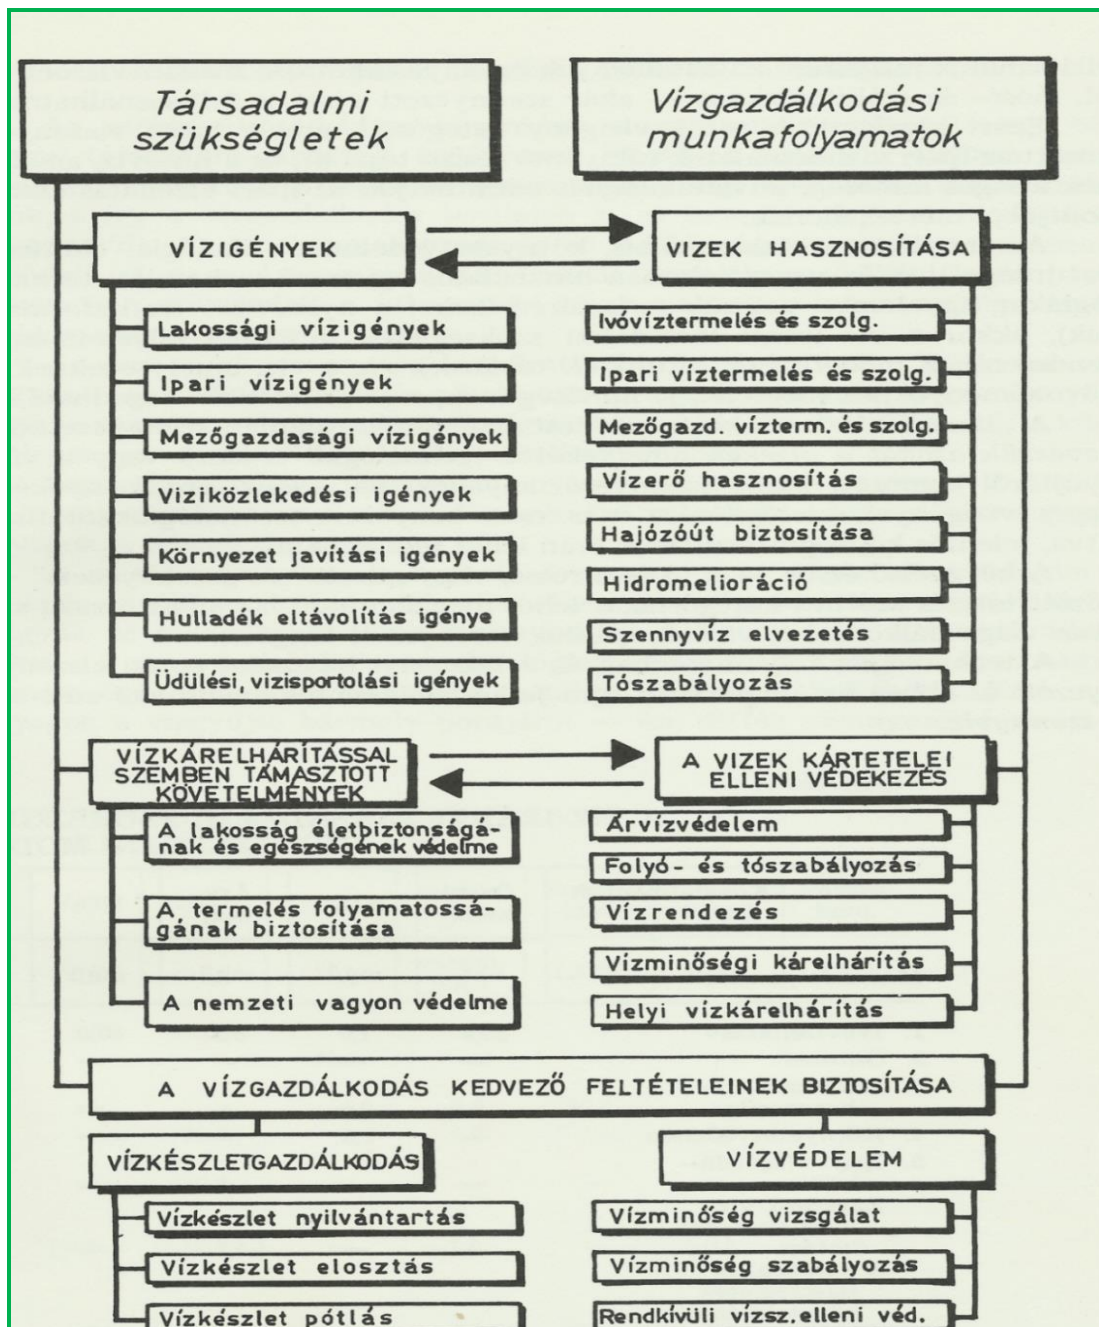 Társadalmi
szükségletek
Vízgazdálkodási
munkafolyamatok
VÍZIGÉNYEK
VIZEK HASZNOSÍTÁSA
Lakossági vízigények
Ipari vízigények
Mezőgazdasági vízigények
Viziközlekedési igények
Környezet javítási igények
Hulladék eltávolítás igénye
Üdülési, vizisportolási igények
Ivóvíztermelés és szolg.
Ipari víztermelés és szolg.
Mezőgazd. vízterm. és szolg.
Vízerő hasznosítás
Hajózóút biztosítása
Hidromelioráció
Szennyvíz elvezetés
Tószabályozás
VÍZKÁRELHÁRÍTÁSSAL
SZEMBEN TÁMASZTOTT
KÖVETELMÉNYEK
A VIZEK KÁRTETELEI
ELLENI VÉDEKEZÉS
A lakosság életbiztonságá-
nak és egészségének védelme
A termelés folyamatossá-
gának biztosítása
A nemzeti vagyon védelme
Árvízvédelem
Folyó- és tószabályozás
Vízrendezés
Vízminőségi kárelhárítás
Helyi vízkárelhárítás
A VÍZGAZDÁLKODÁS KEDVEZŐ FELTÉTELEINEK BIZTOSÍTÁSA
VÍZKÉSZLETGAZDÁLKODÁS
VÍZVÉDELEM
Vízkészlet nyilvántartás
Vízkészlet elosztás
Vízkészlet pótlás
Vízminőség vizsgálat
Vízminőség szabályozás
Rendkívüli vízsz. elleni véd.